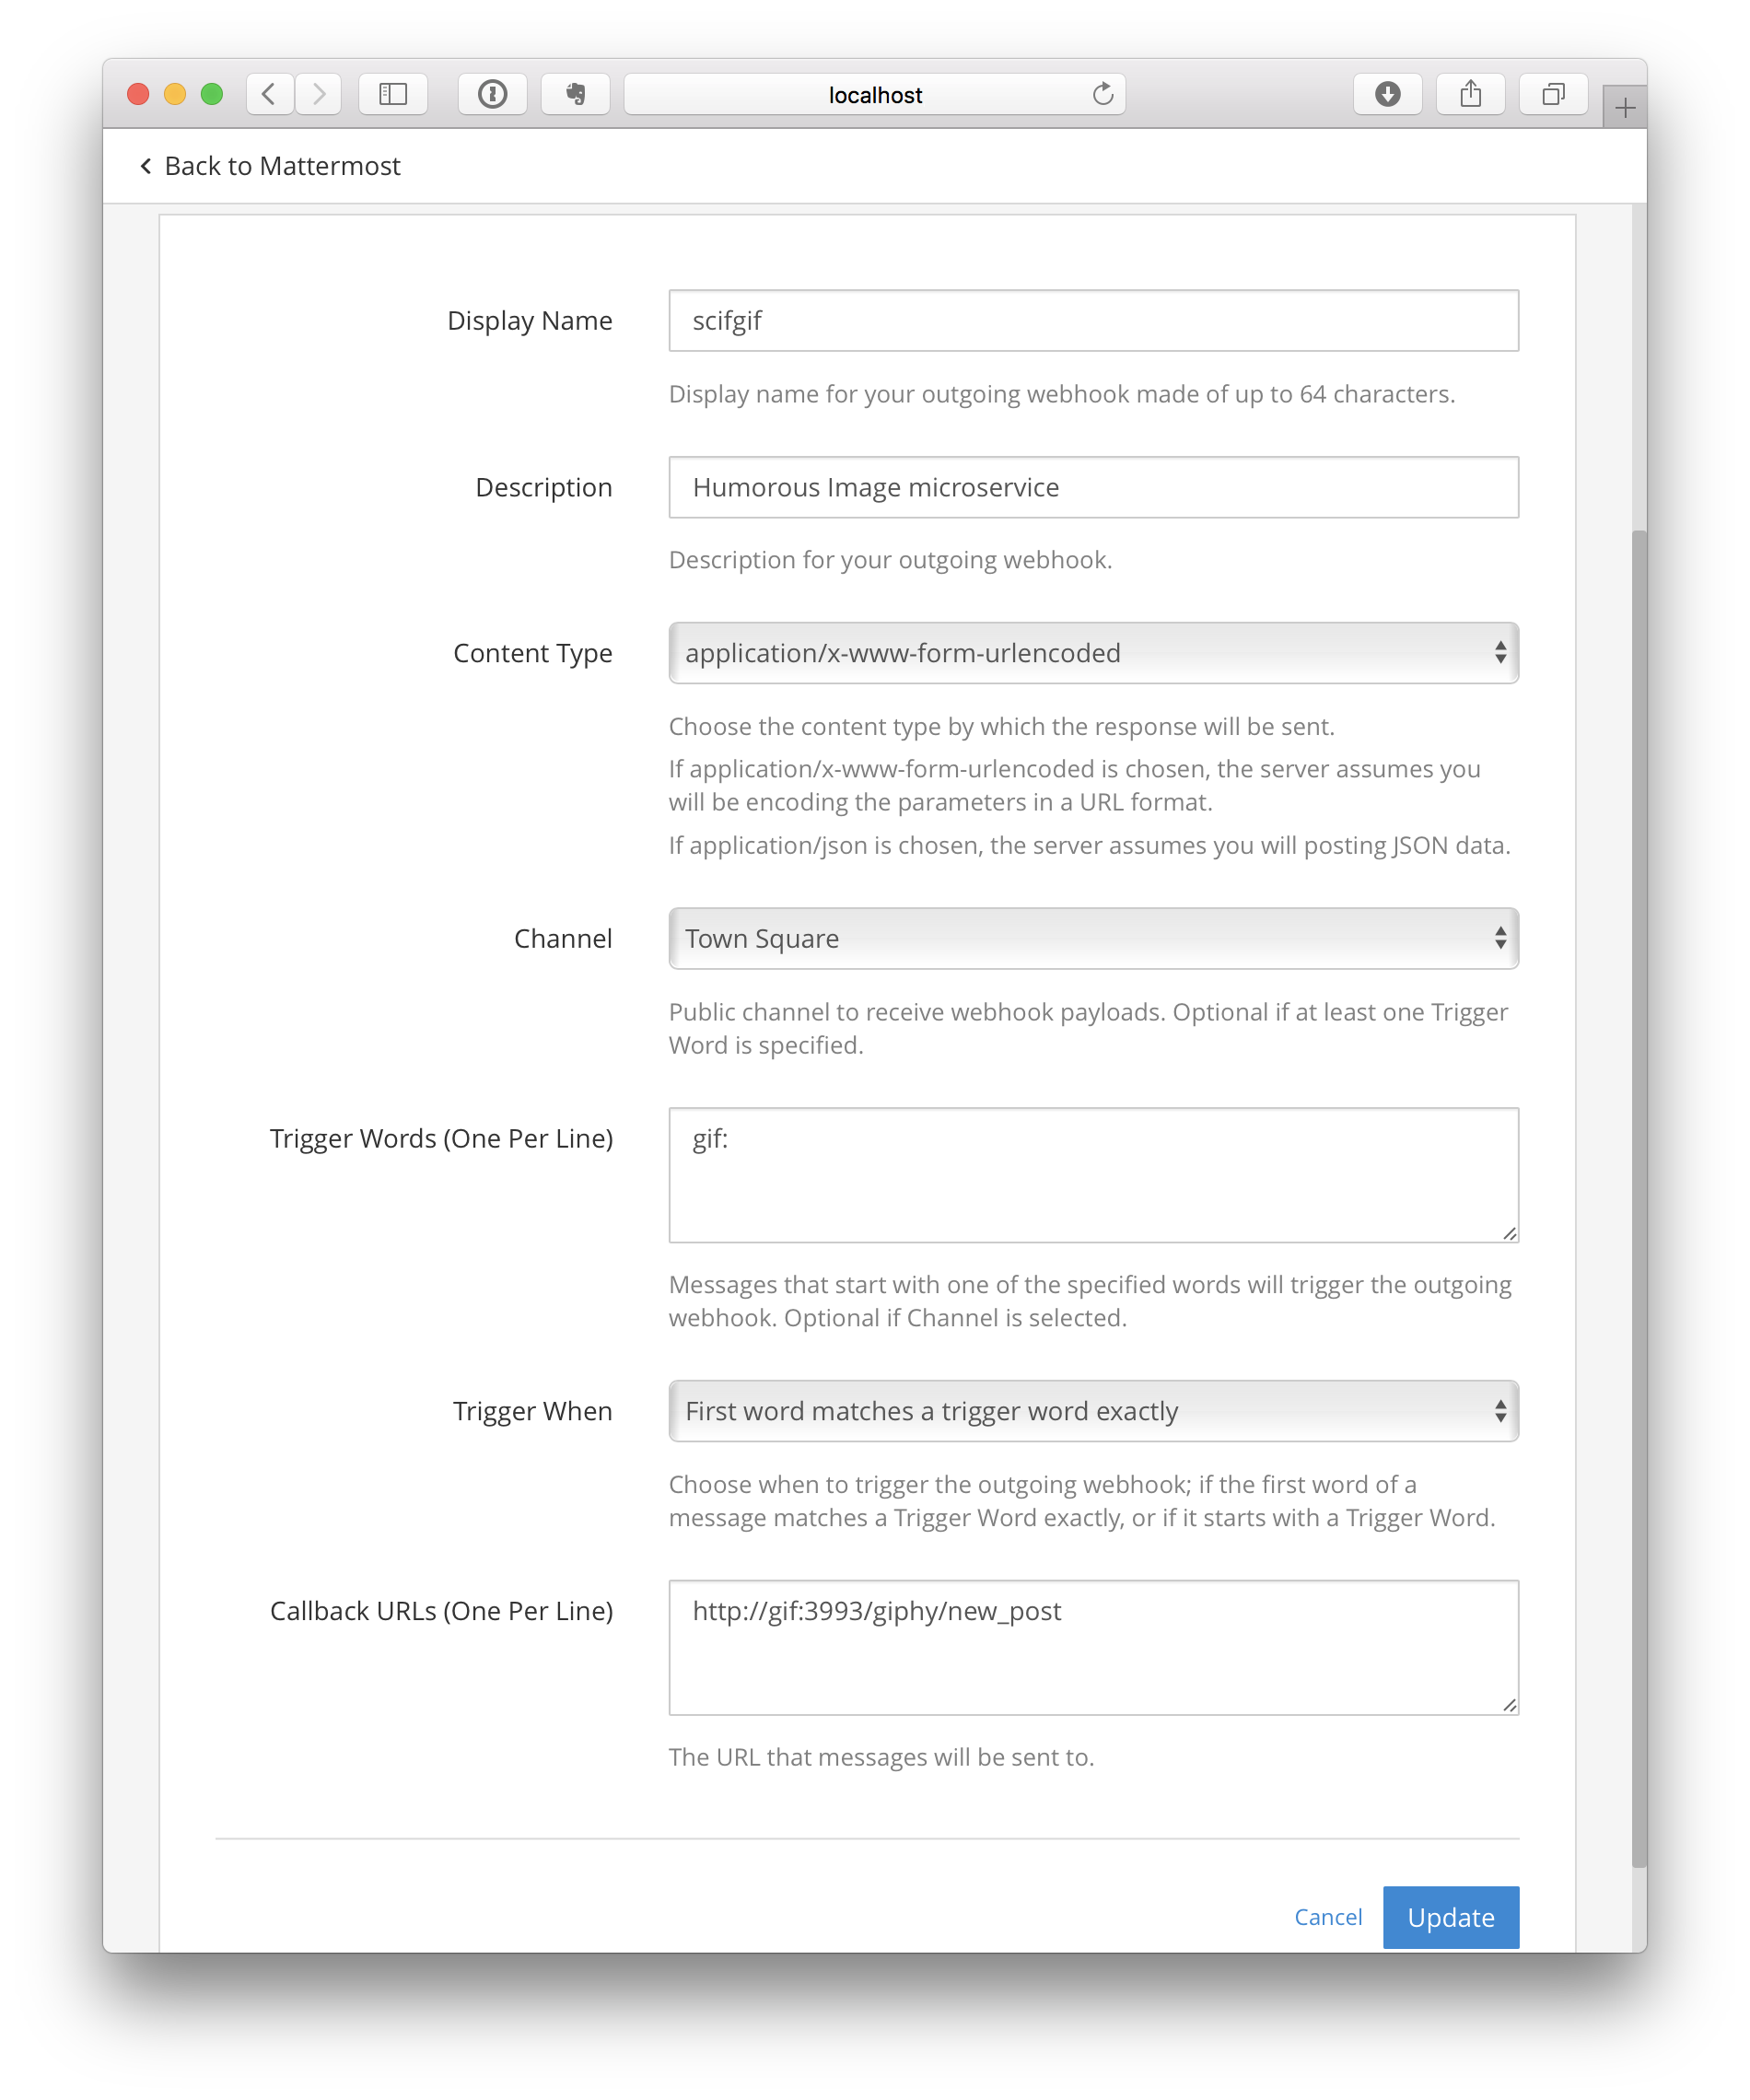 localhost
Back to Mattermost
Display Name
scifgif
Display name for your outgoing webhook made of up to 64 characters.
Description
Humorous Image microservice
Description for your outgoing webhook.
Content Type
application/x-www-form-urlencoded
Choose the content type by which the response will be sent.
If application/x-www-form-urlencoded is chosen, the server assumes you
will be encoding the parameters in a URL format.
If application/json is chosen, the server assumes you will posting JSON data.
Channel
Town Square
Public channel to receive webhook payloads. Optional if at least one Trigger
Word is specified.
Trigger Words (One Per Line)
gif:
Messages that start with one of the specified words will trigger the outgoing
webhook. Optional if Channel is selected.
Trigger When
First word matches a trigger word exactly
Choose when to trigger the outgoing webhook; if the first word of a
message matches a Trigger Word exactly, or if it starts with a Trigger Word.
Callback URLs (One Per Line)
http://gif:3993/giphy/new_post
The URL that messages will be sent to.
Cancel
Update